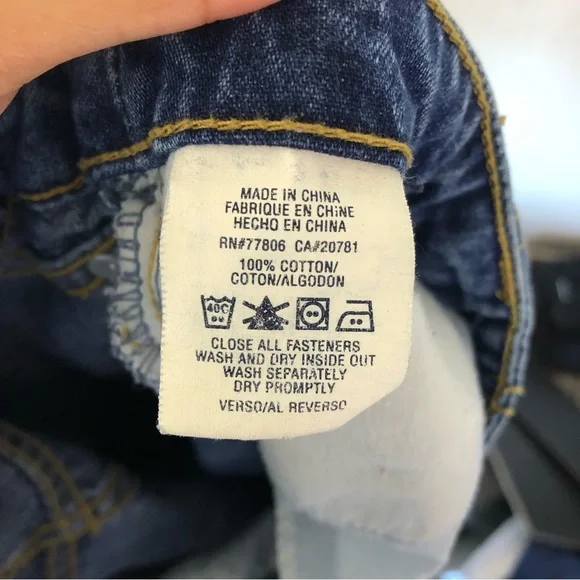 MADE IN CHINA
FABRIQUE EN CHINE
HECHO EN CHINA
RN#77806 CA#20781
100% COTTON/
COTON/ALGODON
40C
CLOSE ALL FASTENERS
WASH AND DRY INSIDE OUT
WASH SEPARATELY
DRY PROMPTLY
VERSO/AL REVERSO